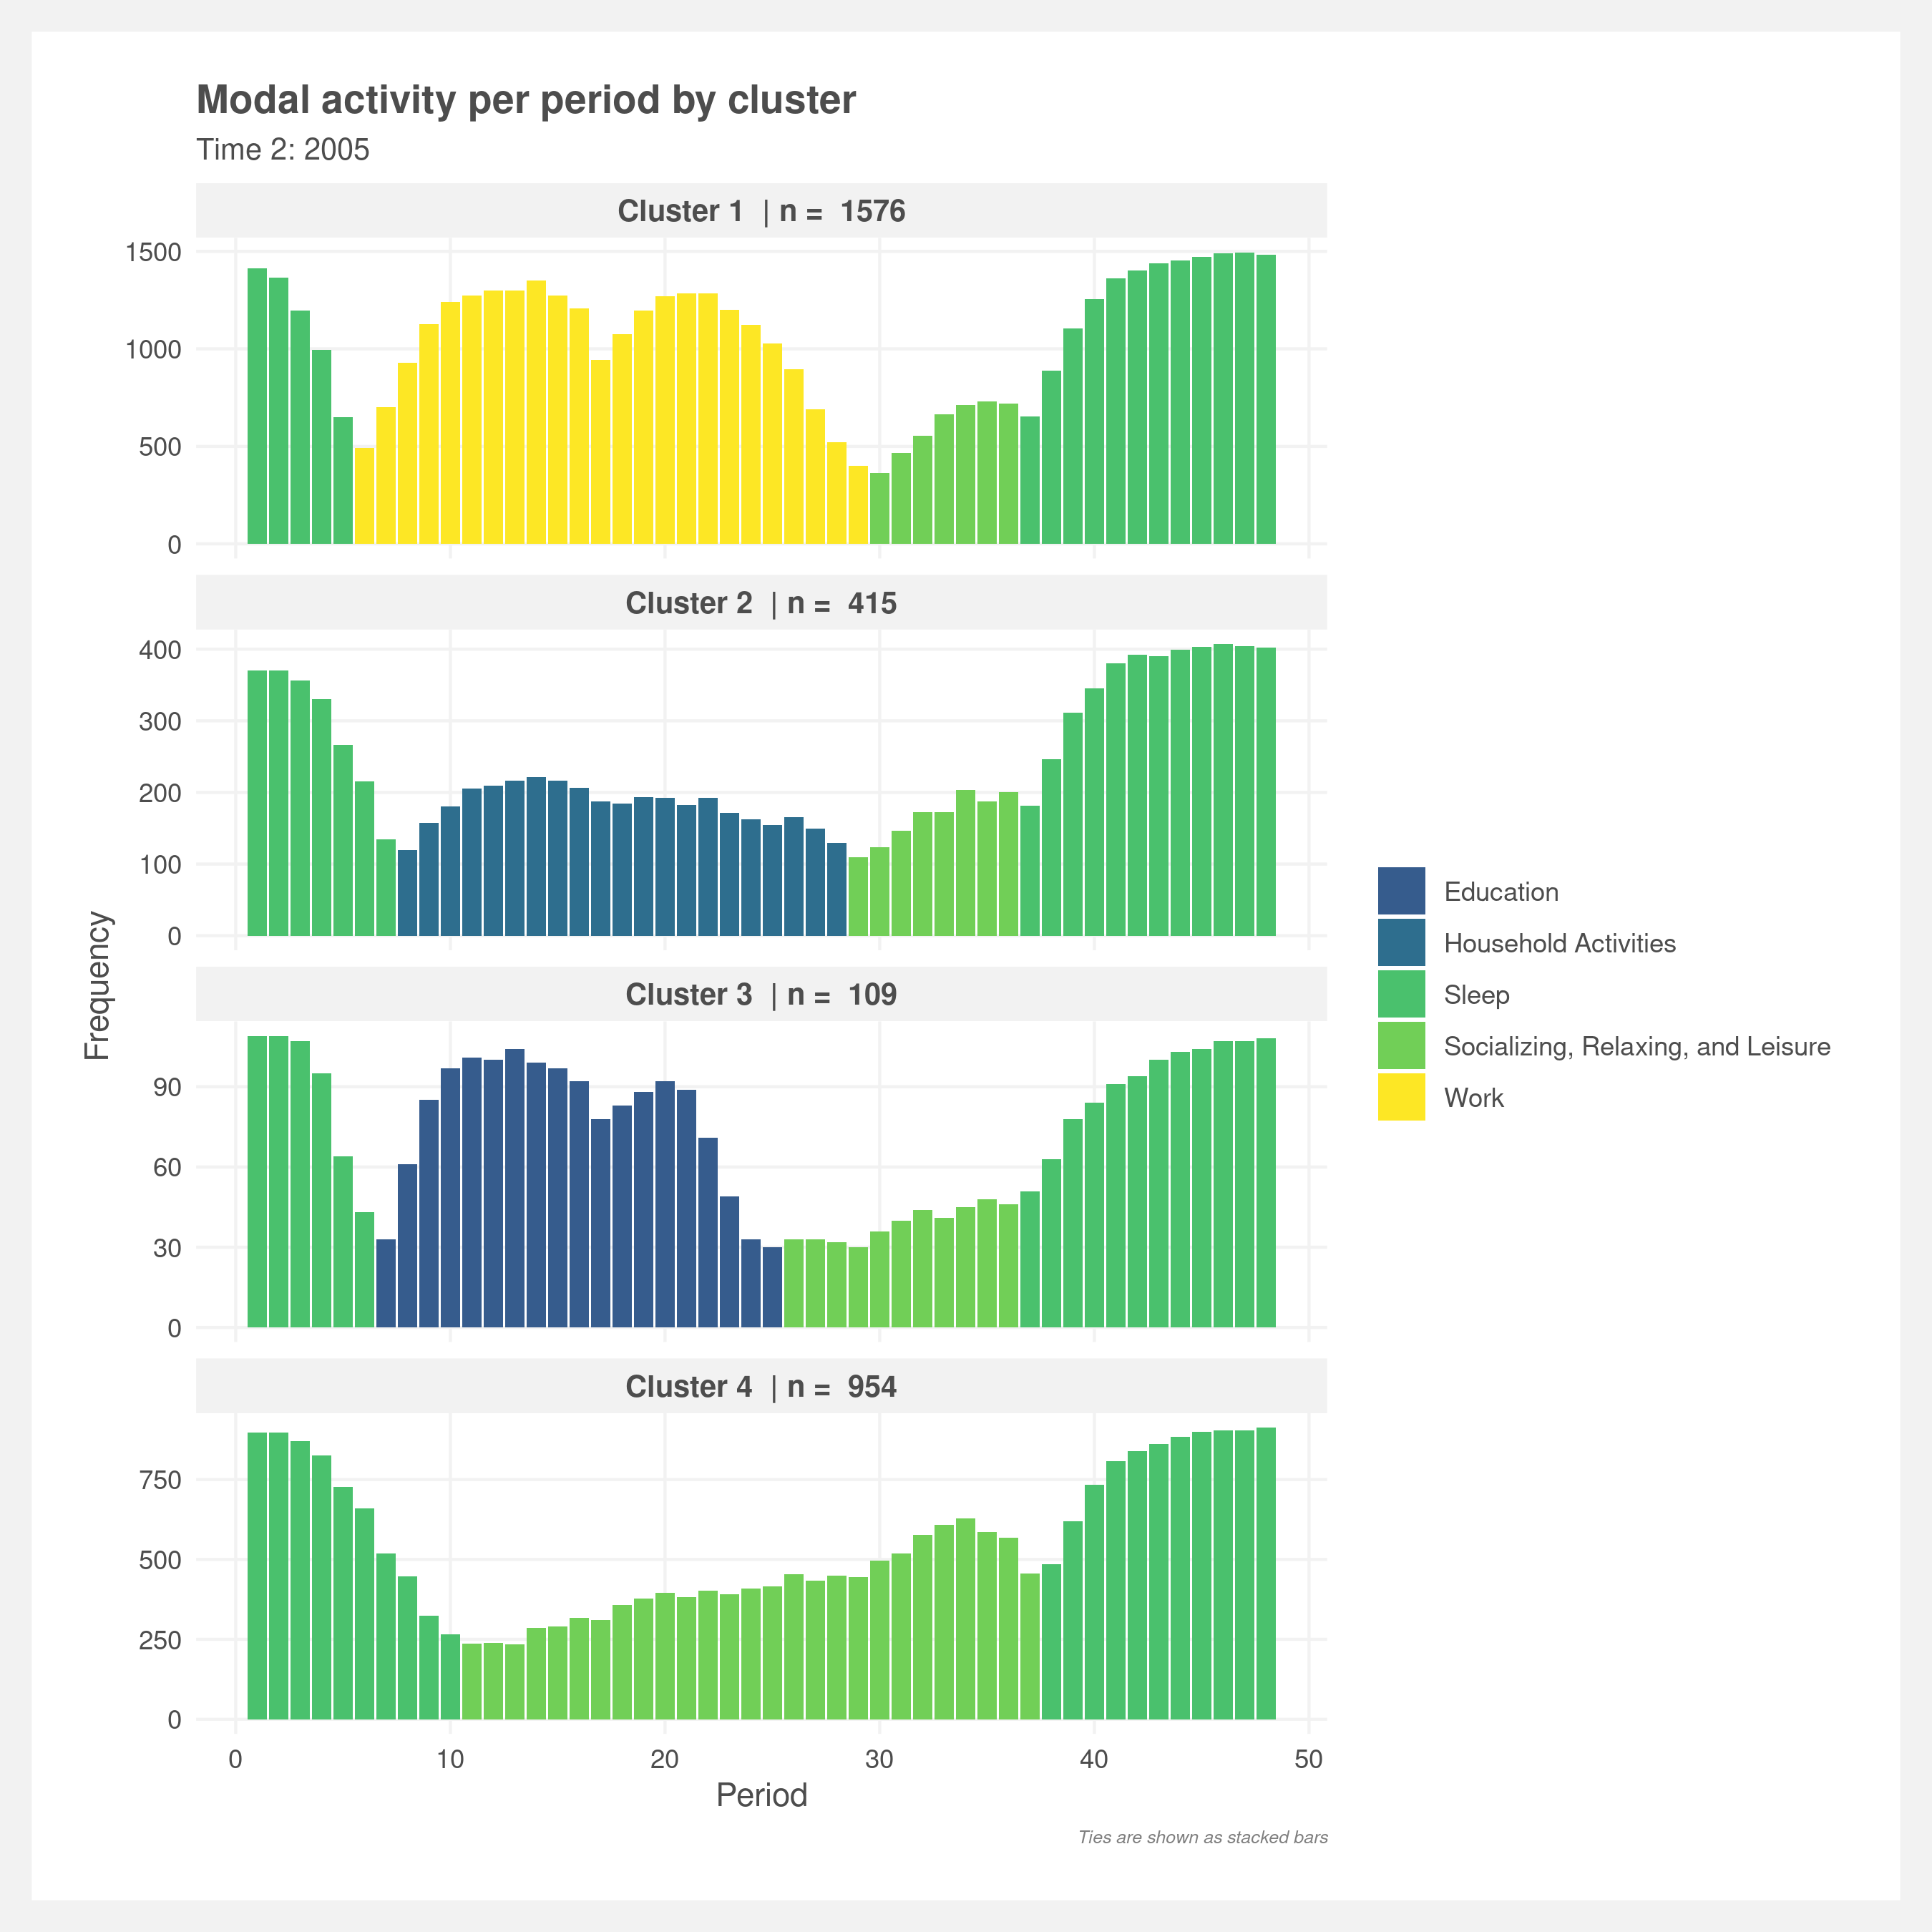 Modal activity per period by cluster
Time 2: 2005
Cluster 1 | n = 1576
1500
1000
500
0
Cluster 2 | n = 415
400
300
200
100
0
Cluster 3 | n = 109
90
60
30
0
Cluster 4 | n = 954
750
500
250
0
0 10 20 30 40 50
Period
Frequency
Education
Household Activities
Sleep
Socializing, Relaxing, and Leisure
Work
Ties are shown as stacked bars